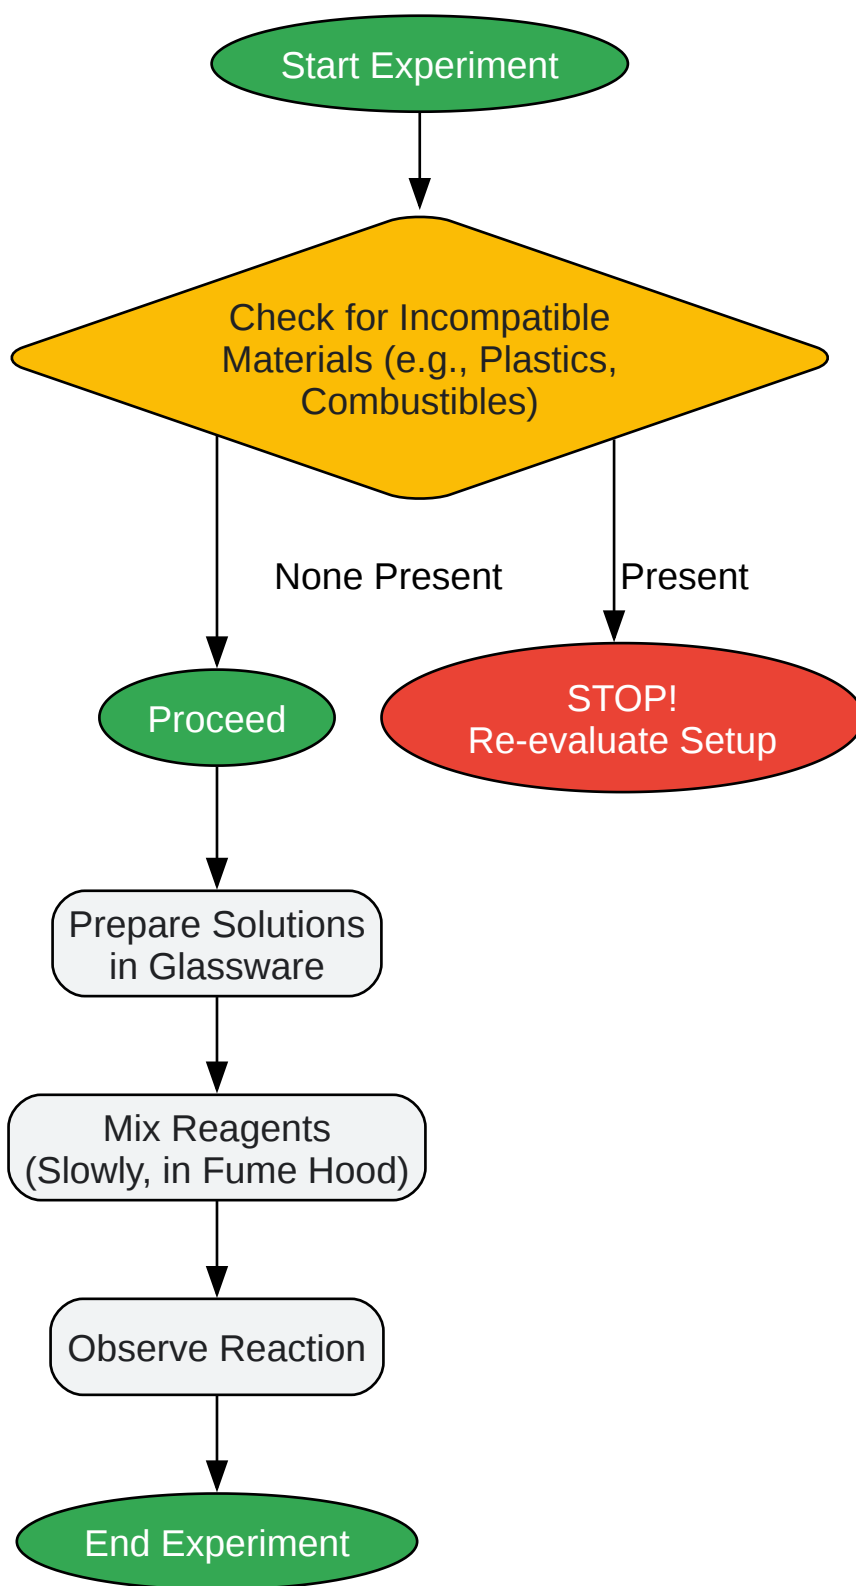 Start Experiment
Check for Incompatible
Materials (e.g., Plastics,
Combustibles)
None Present
Present
Proceed
STOP!
Re-evaluate Setup
Prepare Solutions
in Glassware
Mix Reagents
(Slowly, in Fume Hood)
Observe Reaction
End Experiment